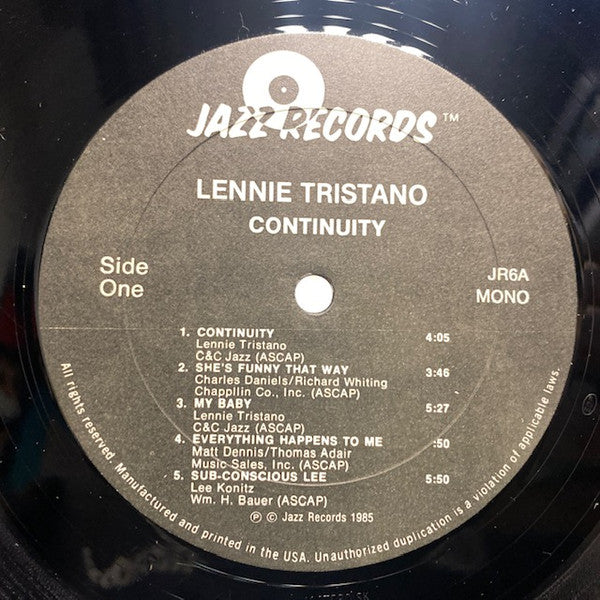 JAZZ RECORDS™
LENNIE TRISTANO
CONTINUITY
Side
One
JR6A
MONO
1. CONTINUITY 4:05
Lennie Tristano
C&C Jazz (ASCAP)
2. SHE'S FUNNY THAT WAY 3:46
Charles Daniels/Richard Whiting
Chappllin Co., Inc. (ASCAP)
3. MY BABY 5:27
Lennie Tristano
C&C Jazz (ASCAP)
4. EVERYTHING HAPPENS TO ME :50
Matt Dennis/Thomas Adair
Music Sales, Inc. (ASCAP)
5. SUB-CONSCIOUS LEE 5:50
Lee Konitz
Wm. H. Bauer (ASCAP)
℗ © Jazz Records 1985
All rights reserved. Manufactured and printed in the USA. Unauthorized duplication is a violation of applicable laws.